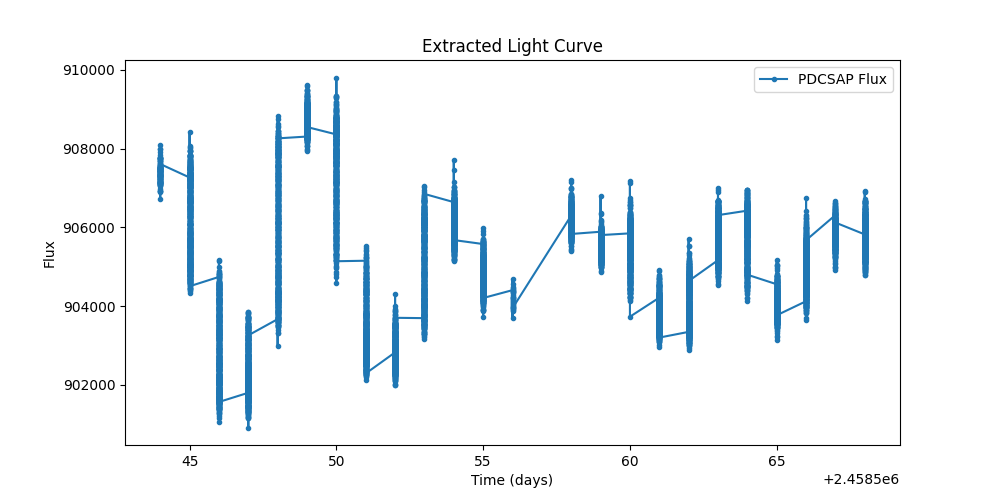 Extracted Light Curve
PDCSAP Flux
Flux
910000
908000
906000
904000
902000
45
50
55
60
65
Time (days)
+2.4585e6